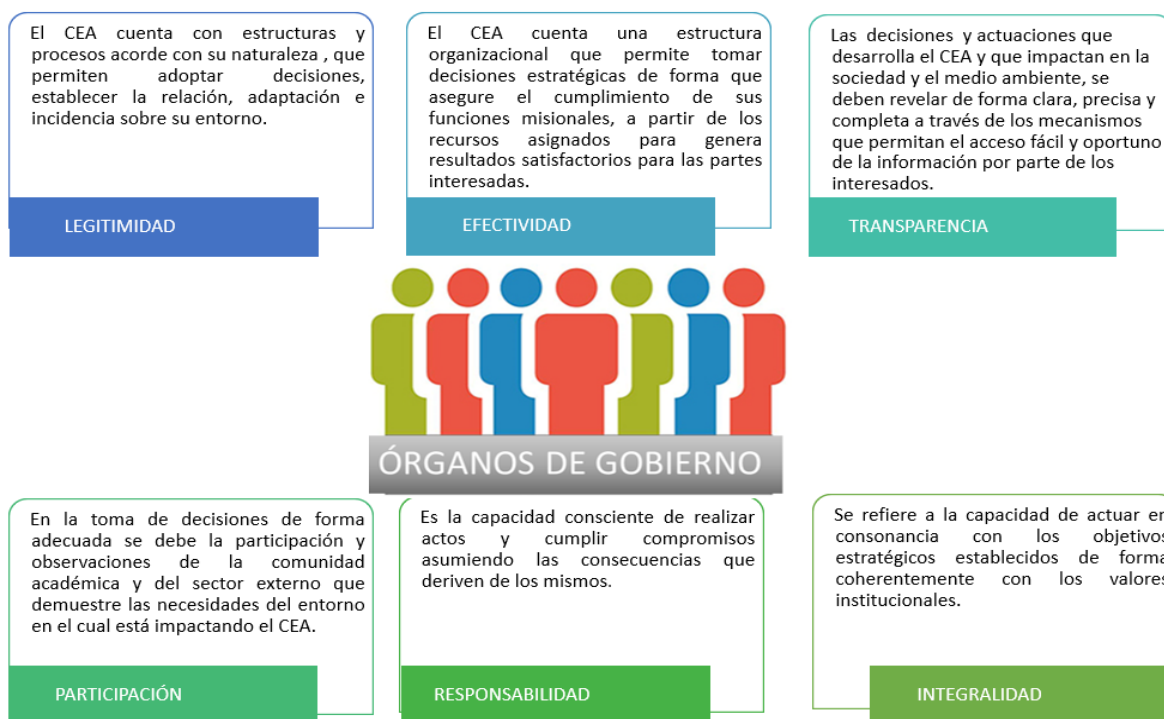 El CEA cuenta con estructuras y
procesos acorde con su naturaleza , que
permiten adoptar decisiones,
establecer la relación, adaptación e
incidencia sobre su entorno.
LEGITIMIDAD
El CEA cuenta una estructura
organizacional que permite tomar
decisiones estratégicas de forma que
asegure el cumplimiento de sus
funciones misionales, a partir de los
recursos asignados para genera
resultados satisfactorios para las partes
interesadas.
EFECTIVIDAD
Las decisiones y actuaciones que
desarrolla el CEA y que impactan en la
sociedad y el medio ambiente, se
deben revelar de forma clara, precisa y
completa a través de los mecanismos
que permitan el acceso fácil y oportuno
de la información por parte de los
interesados.
TRANSPARENCIA
ÓRGANOS DE GOBIERNO
En la toma de decisiones de forma
adecuada se debe la participación y
observaciones de la comunidad
académica y del sector externo que
demuestre las necesidades del entorno
en el cual está impactando el CEA.
PARTICIPACIÓN
Es la capacidad consciente de realizar
actos y cumplir compromisos
asumiendo las consecuencias que
deriven de los mismos.
RESPONSABILIDAD
Se refiere a la capacidad de actuar en
consonancia con los objetivos
estratégicos establecidos de forma
coherentemente con los valores
institucionales.
INTEGRALIDAD